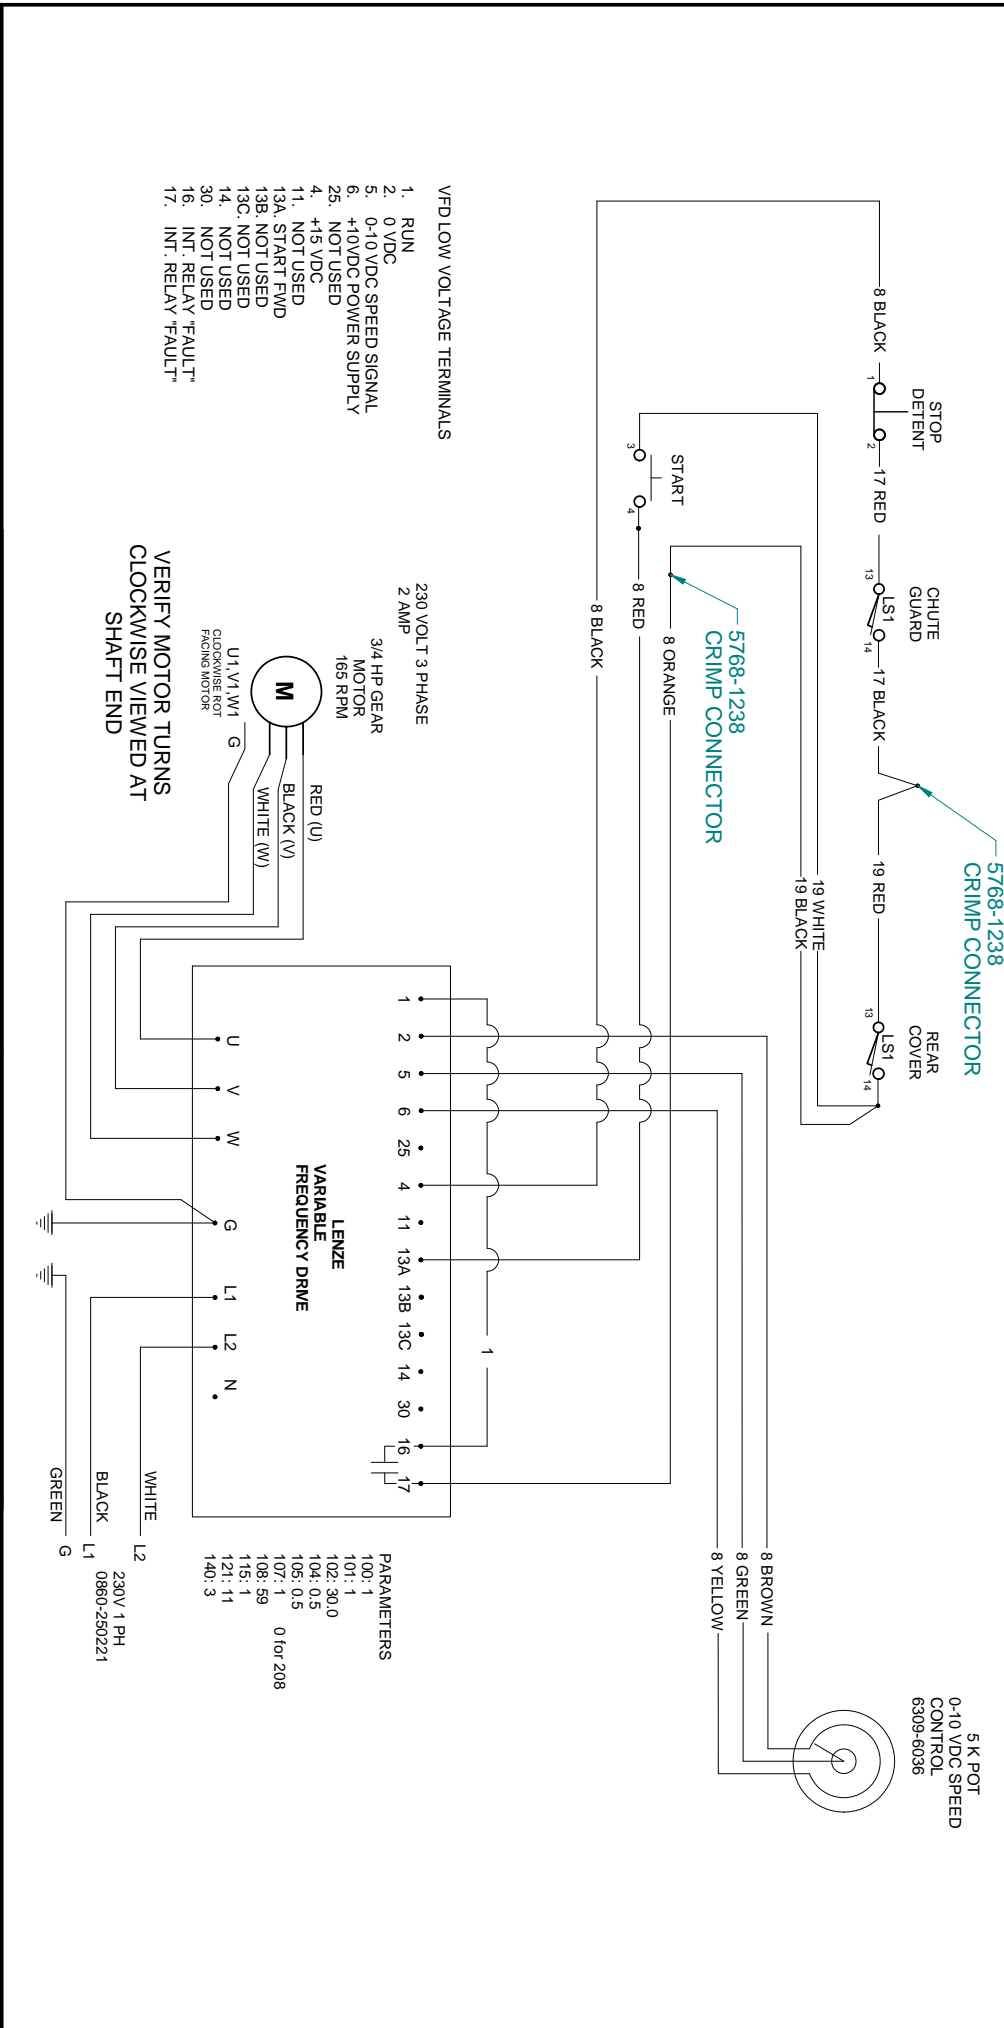 5768-1238
CRIMP CONNECTOR
5768-1238
CRIMP CONNECTOR
STOP
DETENT
CHUTE
GUARD
REAR
COVER
8 BLACK
1
2
17 RED
13
LS1
14
17 BLACK
19 RED
13
LS1
14
19 WHITE
19 BLACK
START
3
4
8 RED
8 ORANGE
8 BLACK
5 K POT
0-10 VDC SPEED
CONTROL
6309-6036
8 BROWN
8 GREEN
8 YELLOW
VFD LOW VOLTAGE TERMINALS
1. RUN
2. 0 VDC
5. 0-10 VDC SPEED SIGNAL
6. +10VDC POWER SUPPLY
25. NOT USED
4. +15 VDC
11. NOT USED
13A. START FWD
13B. NOT USED
13C. NOT USED
14. NOT USED
30. NOT USED
16. INT. RELAY "FAULT"
17. INT. RELAY "FAULT"
230 VOLT 3 PHASE
2 AMP
3/4 HP GEAR
MOTOR
165 RPM
M
U1,V1,W1
CLOCKWISE ROT
FACING MOTOR
G
RED (U)
BLACK (V)
WHITE (W)
VERIFY MOTOR TURNS
CLOCKWISE VIEWED AT
SHAFT END
1
1
2
5
6
25
4
11
13A
13B
13C
14
30
16
17
LENZE
VARIABLE
FREQUENCY DRIVE
U
V
W
G
L1
L2
N
PARAMETERS
100: 1
101: 1
102: 30.0
104: 0.5
105: 0.5
107: 1 0 for 208
108: 59
115: 1
121: 11
140: 3
WHITE
L2
BLACK
L1
GREEN
G
230V 1 PH
0860-250221